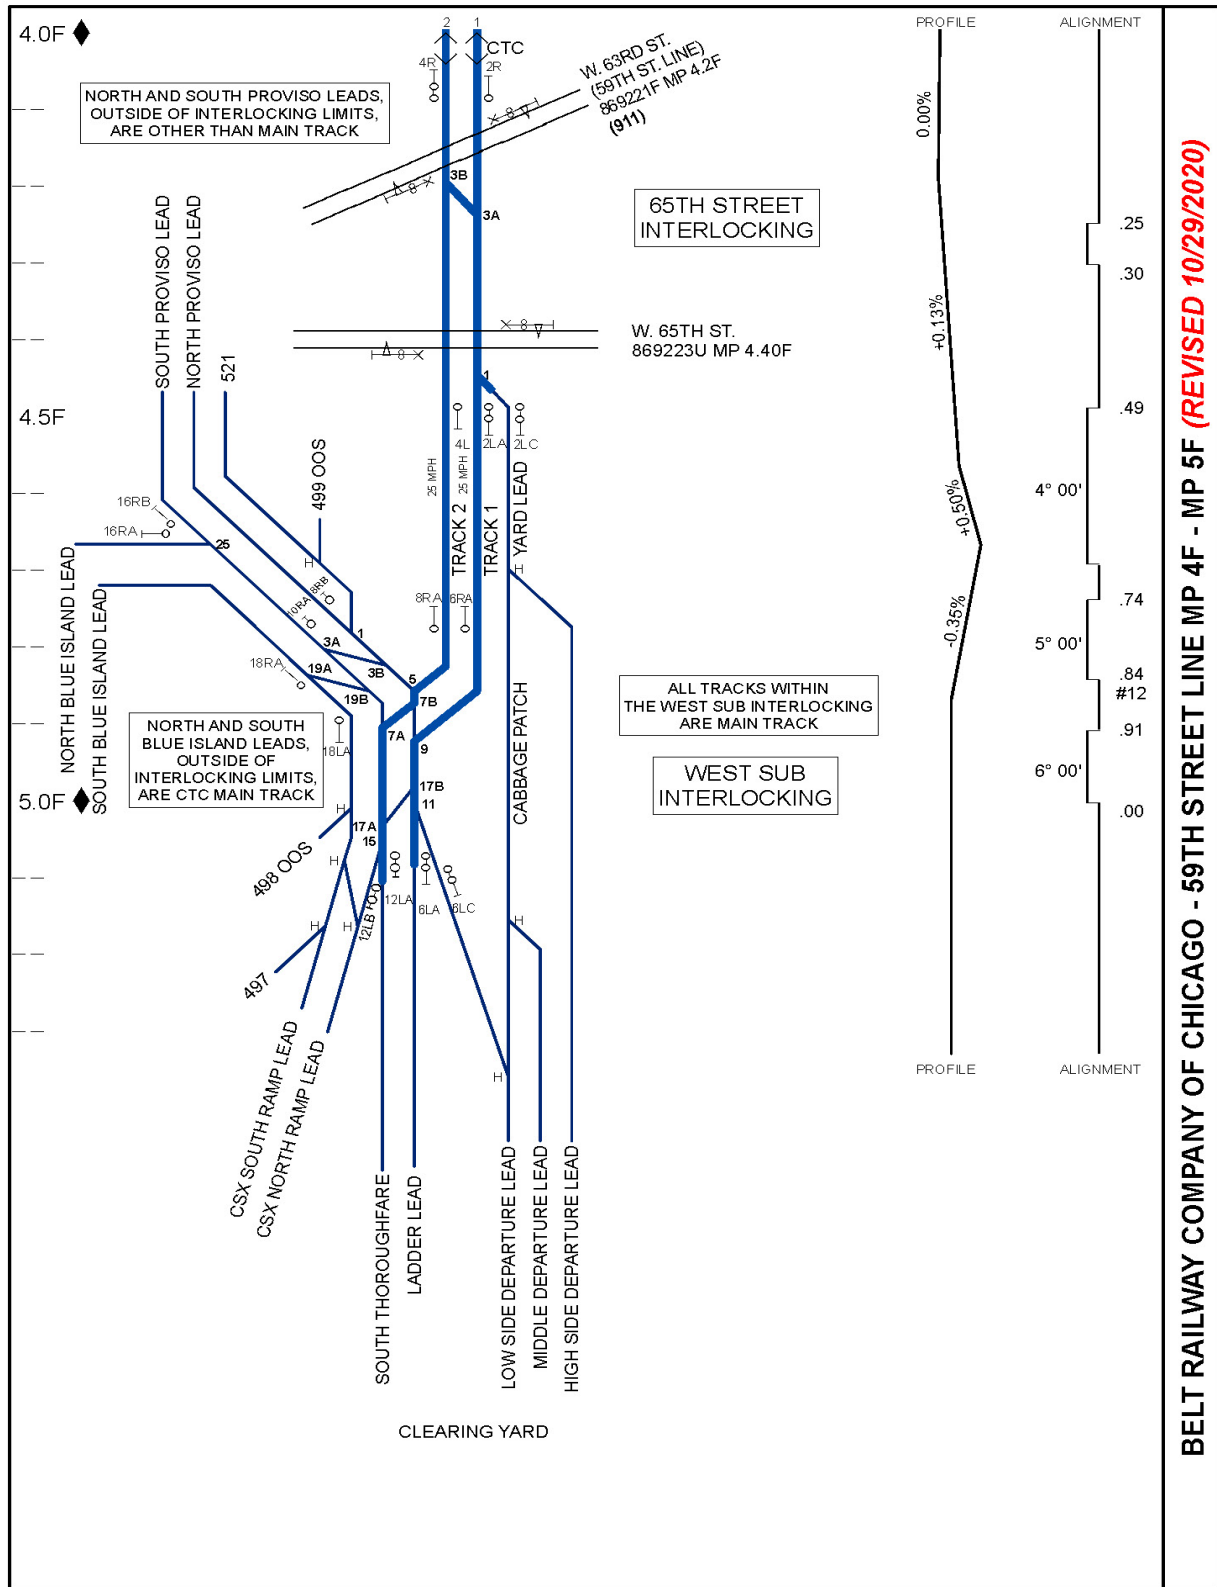 4.0F
2
1
CTC
4R
2R
W. 63RD ST.
(59TH ST. LINE)
869221F MP 4.2F
(911)
PROFILE
ALIGNMENT
NORTH AND SOUTH PROVISO LEADS,
OUTSIDE OF INTERLOCKING LIMITS,
ARE OTHER THAN MAIN TRACK
8
8
3B
3A
65TH STREET
INTERLOCKING
0.00%
.25
.30
SOUTH PROVISO LEAD
NORTH PROVISO LEAD
521
8
8
W. 65TH ST.
869223U MP 4.40F
+0.13%
1
4.5F
.49
4L
2LA
2LC
499 OOS
25 MPH
25 MPH
TRACK 2
TRACK 1
YARD LEAD
4° 00'
+0.50%
16RB
16RA
25
H
H
NORTH BLUE ISLAND LEAD
SOUTH BLUE ISLAND LEAD
10RA
8RB
8RA
6RA
.74
-0.35%
5° 00'
1
3A
3B
18RA
19A
19B
5
7B
.84
#12
ALL TRACKS WITHIN
THE WEST SUB INTERLOCKING
ARE MAIN TRACK
NORTH AND SOUTH
BLUE ISLAND LEADS,
OUTSIDE OF
INTERLOCKING LIMITS,
ARE CTC MAIN TRACK
18LA
7A
9
.91
CABBAGE PATCH
WEST SUB
INTERLOCKING
6° 00'
17B
11
5.0F
.00
H
17A
15
498 OOS
H
12LA
6LA
6LC
12LB
H
H
H
497
CSX SOUTH RAMP LEAD
CSX NORTH RAMP LEAD
H
PROFILE
ALIGNMENT
SOUTH THOROUGHFARE
LADDER LEAD
LOW SIDE DEPARTURE LEAD
MIDDLE DEPARTURE LEAD
HIGH SIDE DEPARTURE LEAD
CLEARING YARD
BELT RAILWAY COMPANY OF CHICAGO - 59TH STREET LINE MP 4F - MP 5F (REVISED 10/29/2020)